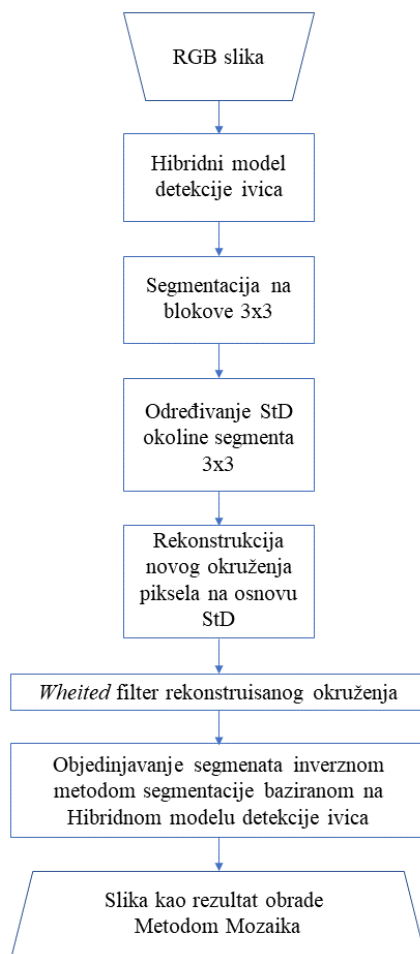 RGB slika
Hibridni model
detekcije ivica
Segmentacija na
blokove 3x3
Određivanje StD
okoline segmenta
3x3
Rekonstrukcija
novog okruženja
piksela na osnovu
StD
Wheited filter rekonstruisanog okruženja
Objedinjavanje segmenata inverznom
metodom segmentacije baziranom na
Hibridnom modelu detekcije ivica
Slika kao rezultat obrade
Metodom Mozaika